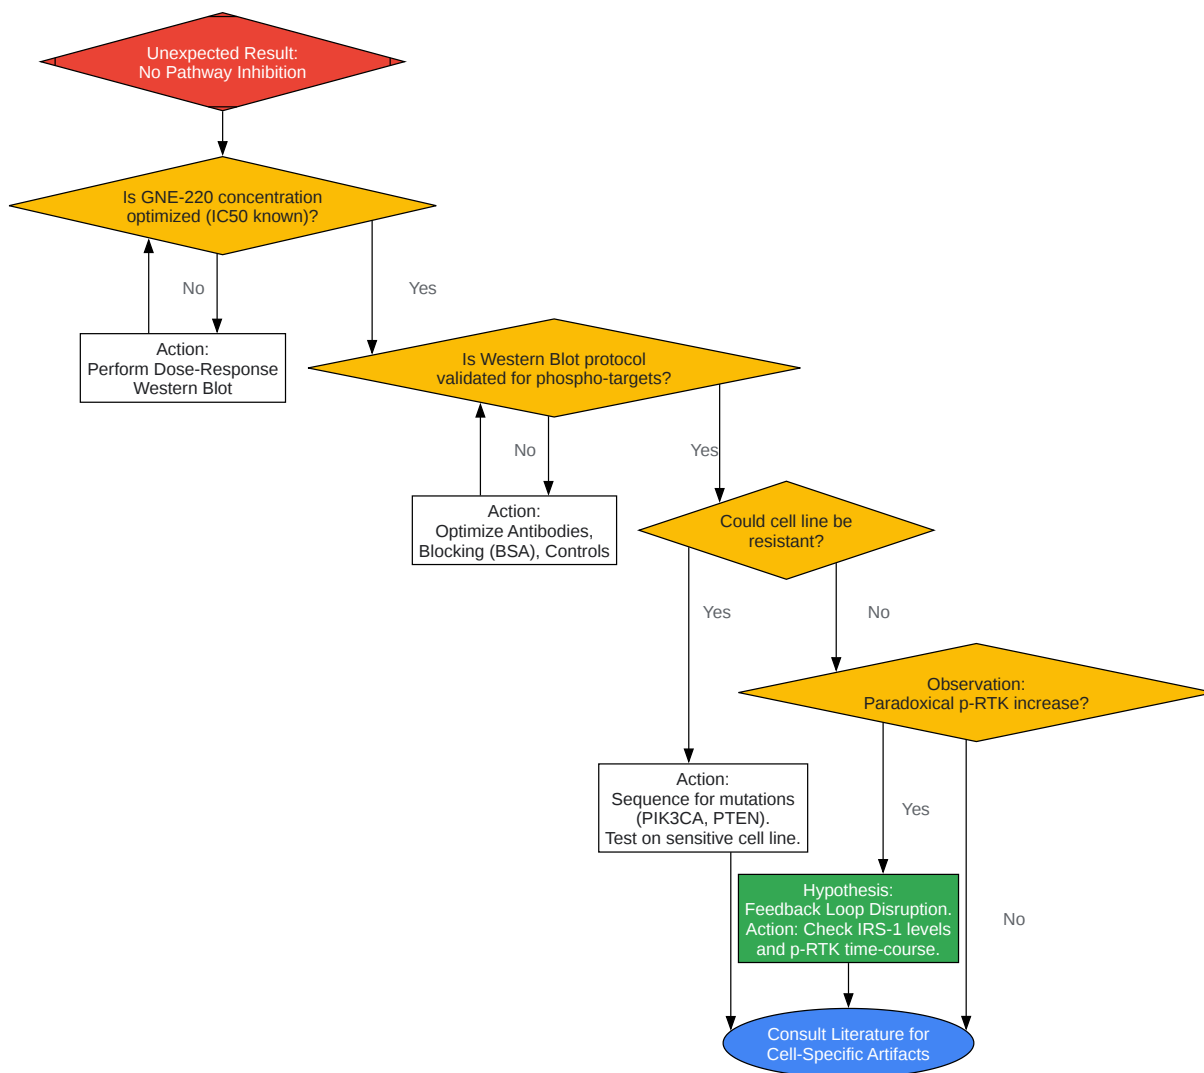 Unexpected Result:
No Pathway Inhibition
Is GNE-220 concentration
optimized (IC50 known)?
No
Yes
Action:
Perform Dose-Response
Western Blot
Is Western Blot protocol
validated for phospho-targets?
No
Yes
Action:
Optimize Antibodies,
Blocking (BSA), Controls
Could cell line be
resistant?
Yes
No
Observation:
Paradoxical p-RTK increase?
Action:
Sequence for mutations
(PIK3CA, PTEN).
Test on sensitive cell line.
Yes
Hypothesis:
Feedback Loop Disruption.
Action: Check IRS-1 levels
and p-RTK time-course.
No
Consult Literature for
Cell-Specific Artifacts